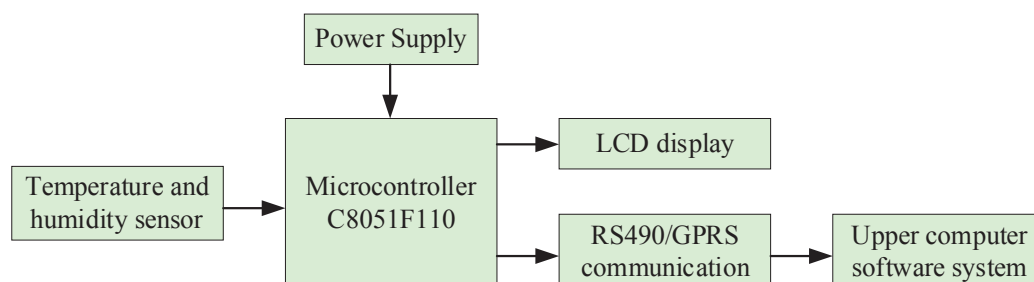 Power Supply
Temperature and
humidity sensor
Microcontroller
C8051F110
LCD display
RS490/GPRS
communication
Upper computer
software system